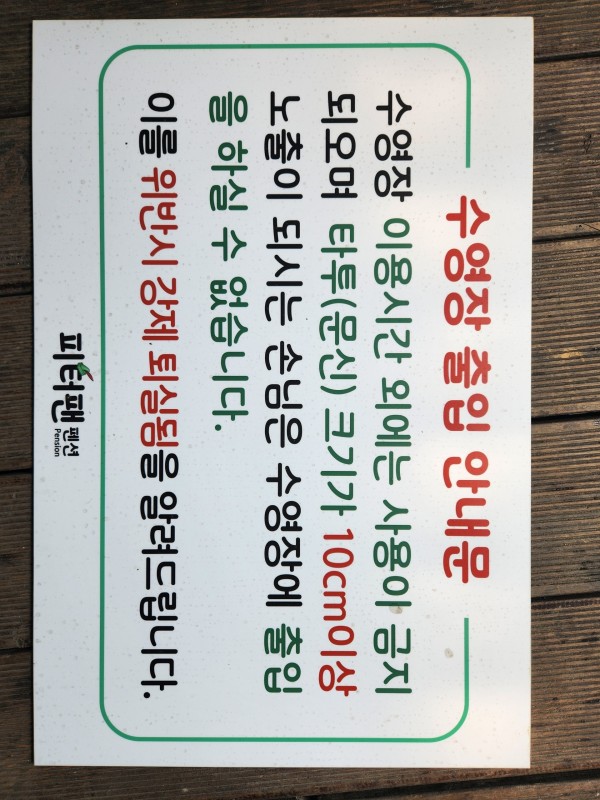 수영장 출입 안내문
수영장 이용시간 외에는 사용이 금지
되오며 타투(문신) 크기가 10cm이상
노출이 되시는 손님은 수영장에 출입
을 하실 수 없습니다.
이를 위반시 강제.퇴실됨을 알려드립니다.
피터팬 펜션
Pension